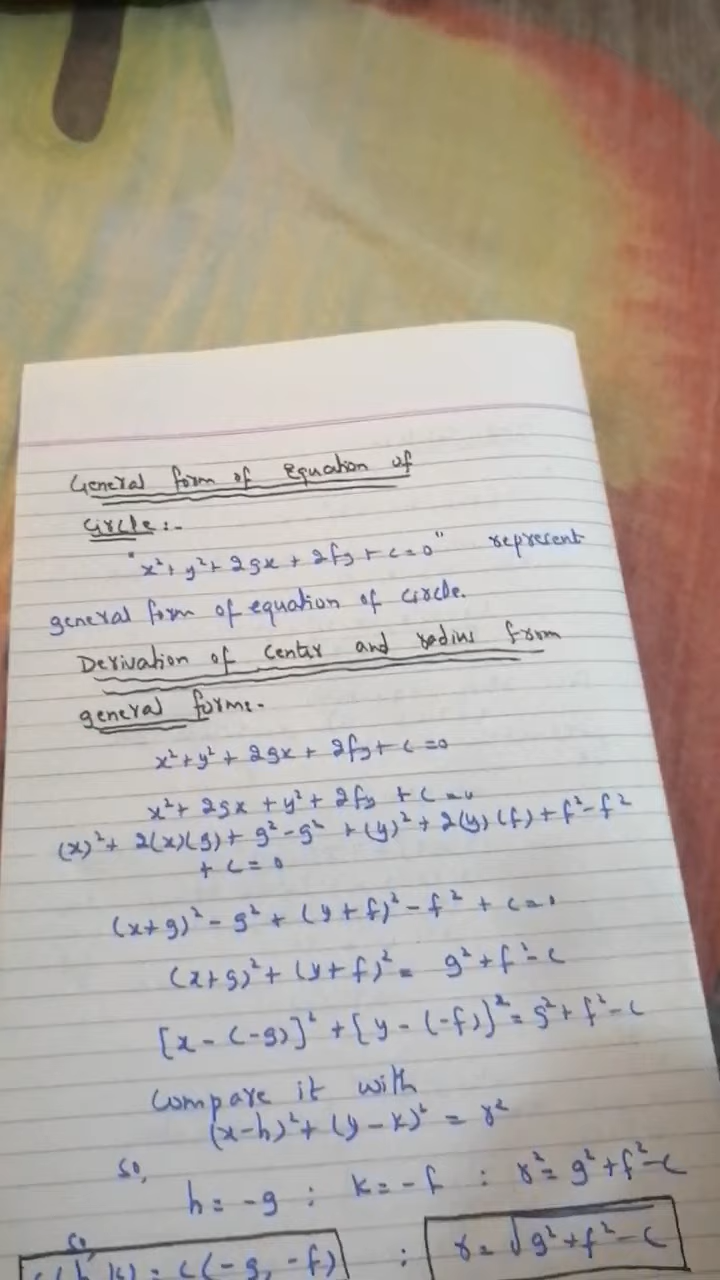 General form of Equation of
Circle:-
"x²+y²+2gx+2fy+c=0" represent
general form of equation of circle.
Derivation of center and radius from
general forme-
x²+y²+2gx+2fy+c=0
x²+2gx+y²+2fy+c=0
(x)²+2(x)(g)+g²-g²+(y)²+2(y)(f)+f²-f²
+c=0
(x+g)²-g²+(y+f)²-f²+c=0
(x+g)²+(y+f)²=g²+f²-c
[x-(-g)]²+[y-(-f)]²=g²+f²-c
Compare it with
(x-h)²+(y-k)²=r²
So,
h=-g ; k=-f ; r²=g²+f²-c
So
c(h,k)=c(-g,-f) ; r=√g²+f²-c